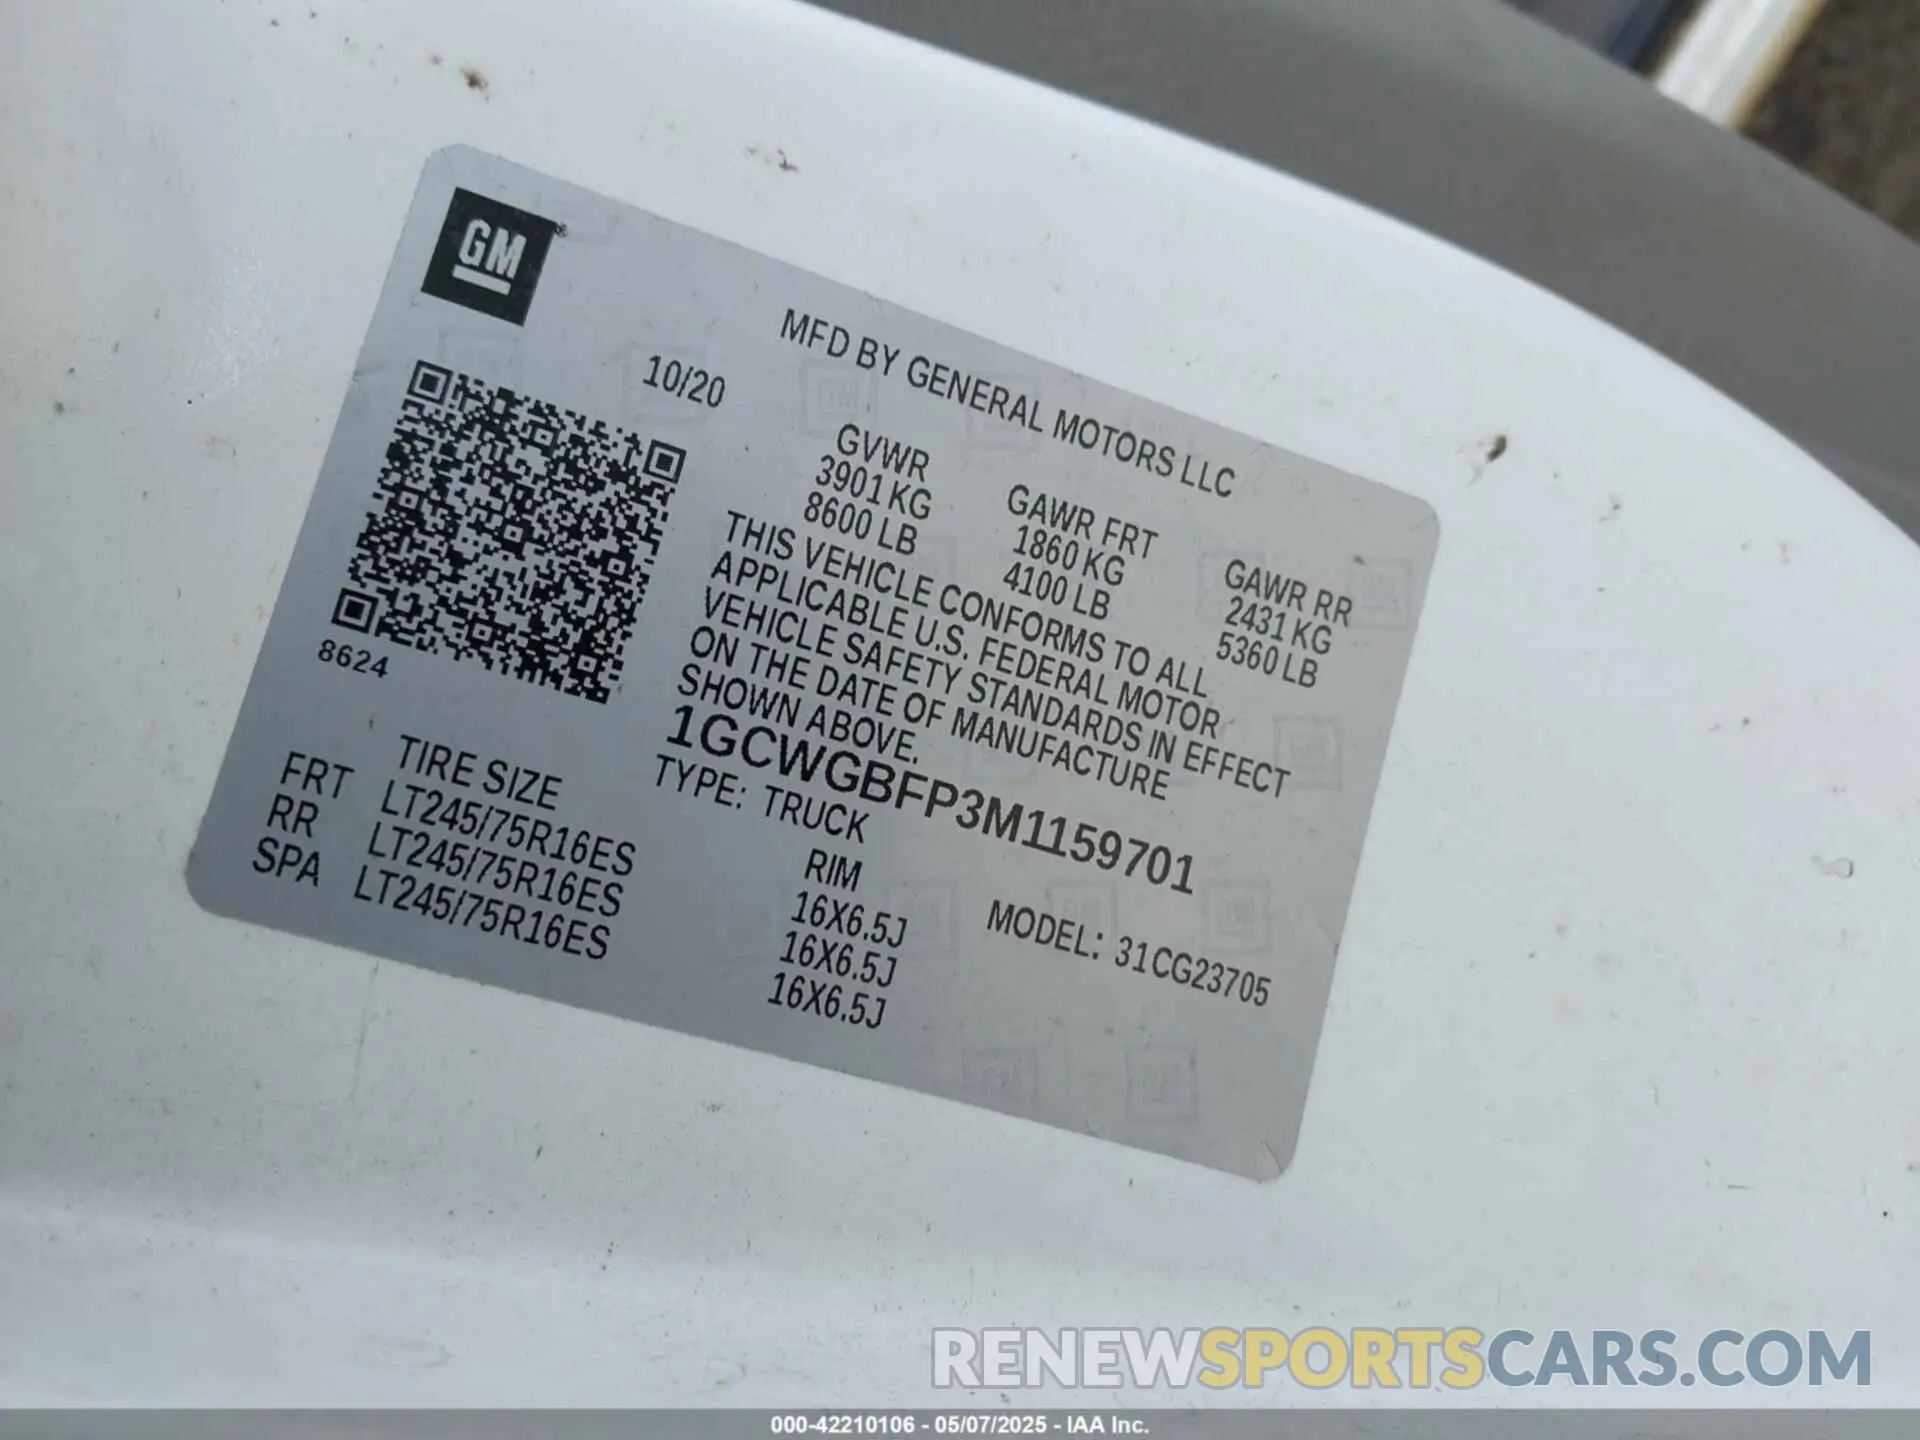 GM®
MFD BY GENERAL MOTORS LLC
10/20
GVWR GAWR FRT GAWR RR
3901 KG 1860 KG 2431 KG
8600 LB 4100 LB 5360 LB
THIS VEHICLE CONFORMS TO ALL
APPLICABLE U.S. FEDERAL MOTOR
VEHICLE SAFETY STANDARDS IN EFFECT
ON THE DATE OF MANUFACTURE
SHOWN ABOVE.
1GCWGBFP3M1159701
TYPE: TRUCK MODEL: 31CG23705
8624
TIRE SIZE RIM
FRT LT245/75R16ES 16X6.5J
RR LT245/75R16ES 16X6.5J
SPA LT245/75R16ES 16X6.5J
RENEWSPORTSCARS.COM
000-42210106 - 05/07/2025 - IAA Inc.